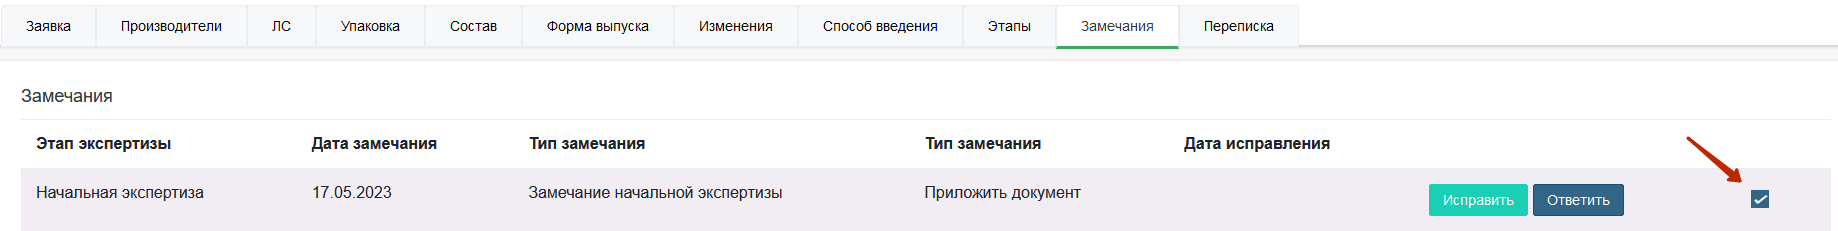 Заявка Производители ЛС Упаковка Состав Форма выпуска Изменения Способ введения Этапы Замечания Переписка
Замечания
Этап экспертизы Дата замечания Тип замечания Тип замечания Дата исправления
Начальная экспертиза 17.05.2023 Замечание начальной экспертизы Приложить документ Исправить Ответить